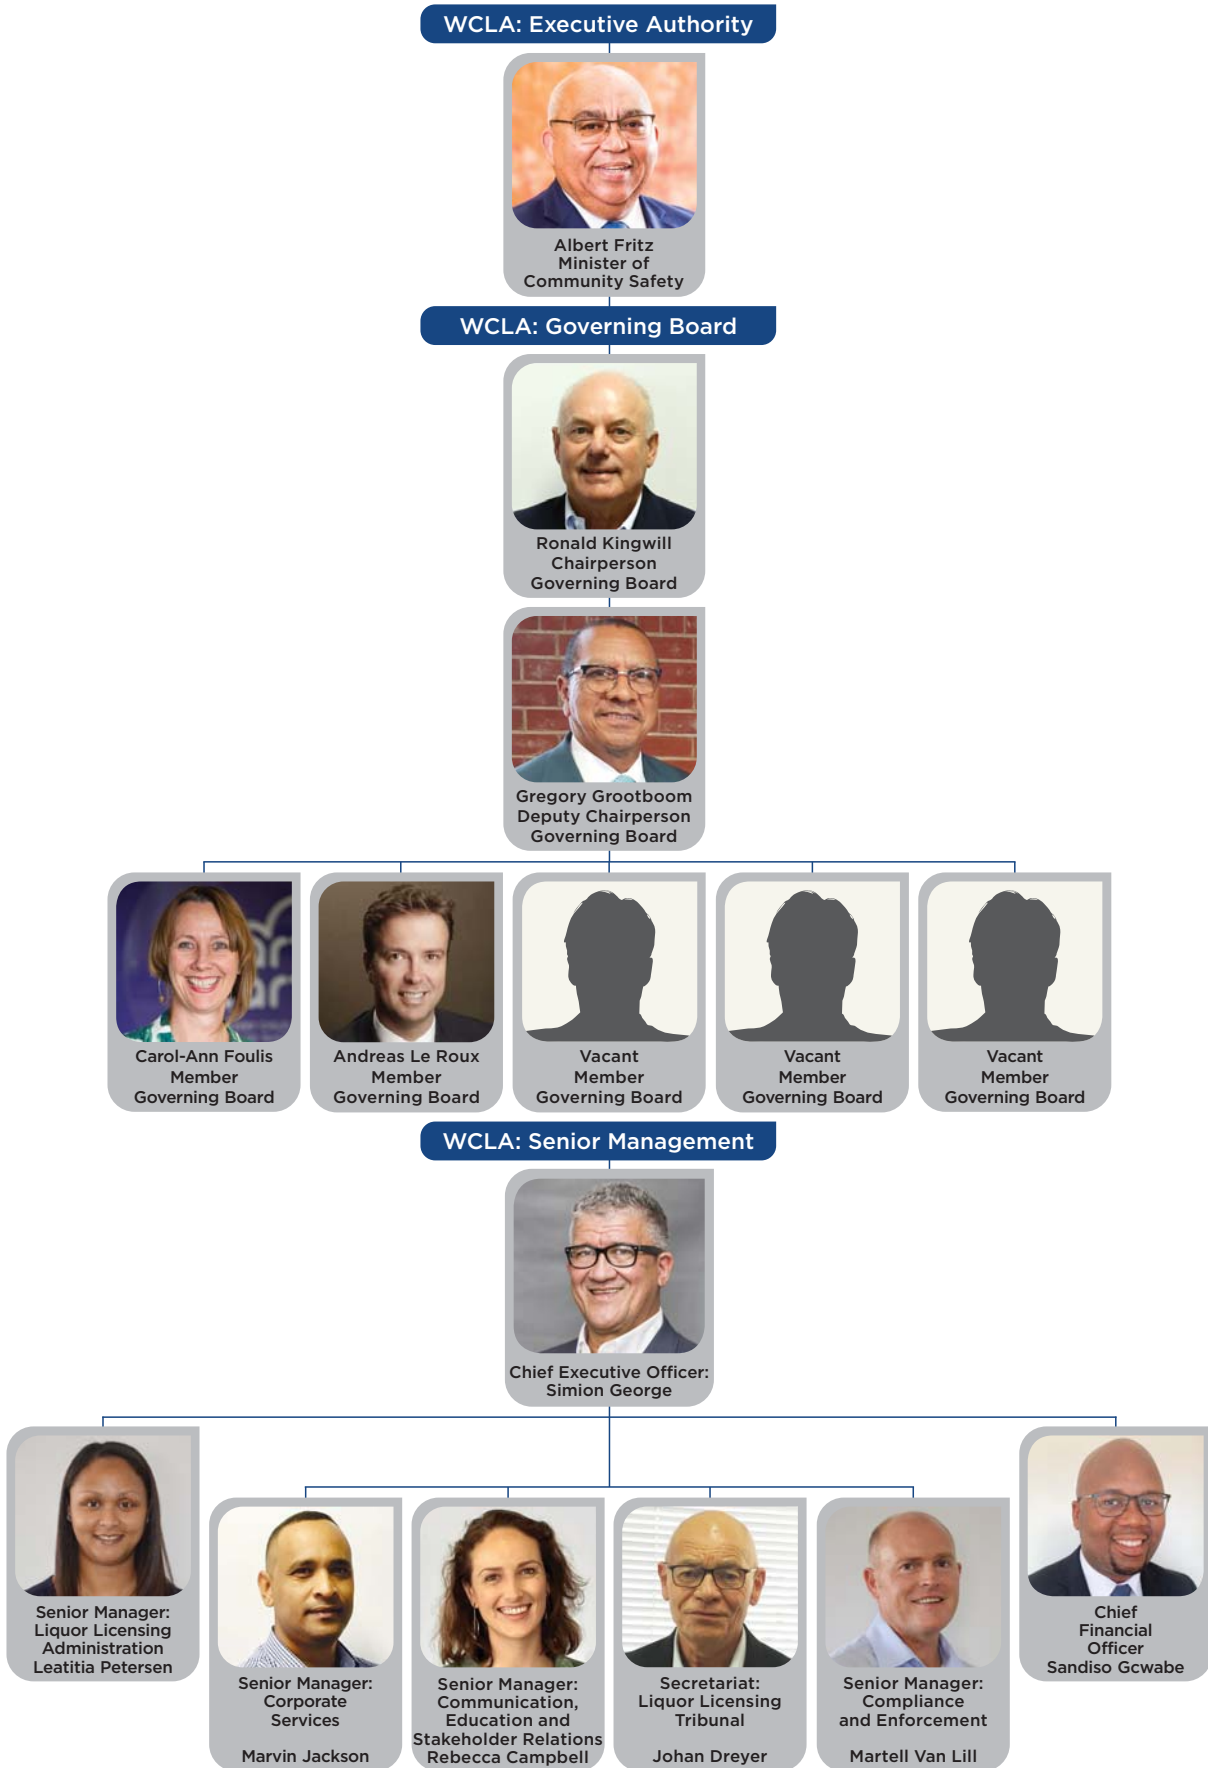 WCLA: Executive Authority
Albert Fritz
Minister of
Community Safety
WCLA: Governing Board
Ronald Kingwill
Chairperson
Governing Board
Gregory Grootboom
Deputy Chairperson
Governing Board
Carol-Ann Foulis
Member
Governing Board
Andreas Le Roux
Member
Governing Board
Vacant
Member
Governing Board
Vacant
Member
Governing Board
Vacant
Member
Governing Board
WCLA: Senior Management
Chief Executive Officer:
Simion George
Senior Manager:
Liquor Licensing
Administration
Leatitia Petersen
Senior Manager:
Corporate
Services
Marvin Jackson
Senior Manager:
Communication,
Education and
Stakeholder Relations
Rebecca Campbell
Secretariat:
Liquor Licensing
Tribunal
Johan Dreyer
Senior Manager:
Compliance
and Enforcement
Martell Van Lill
Chief
Financial
Officer
Sandiso Gcwabe